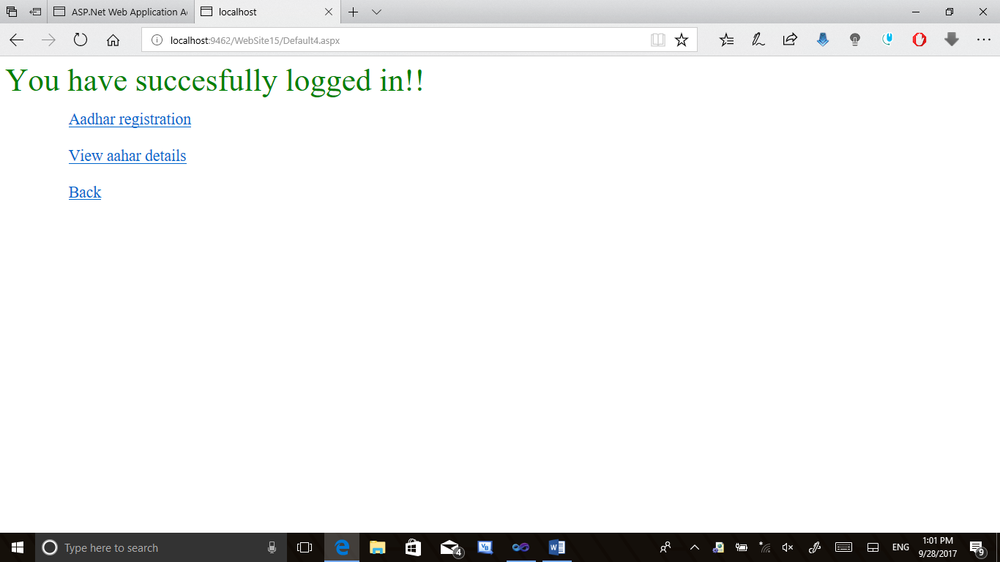 ASP.Net Web Application A
localhost
localhost:9462/WebSite15/Default4.aspx
You have succesfully logged in!!
Aadhar registration
View aahar details
Back
Type here to search
4
VB
W
ENG
1:01 PM
9/28/2017
9